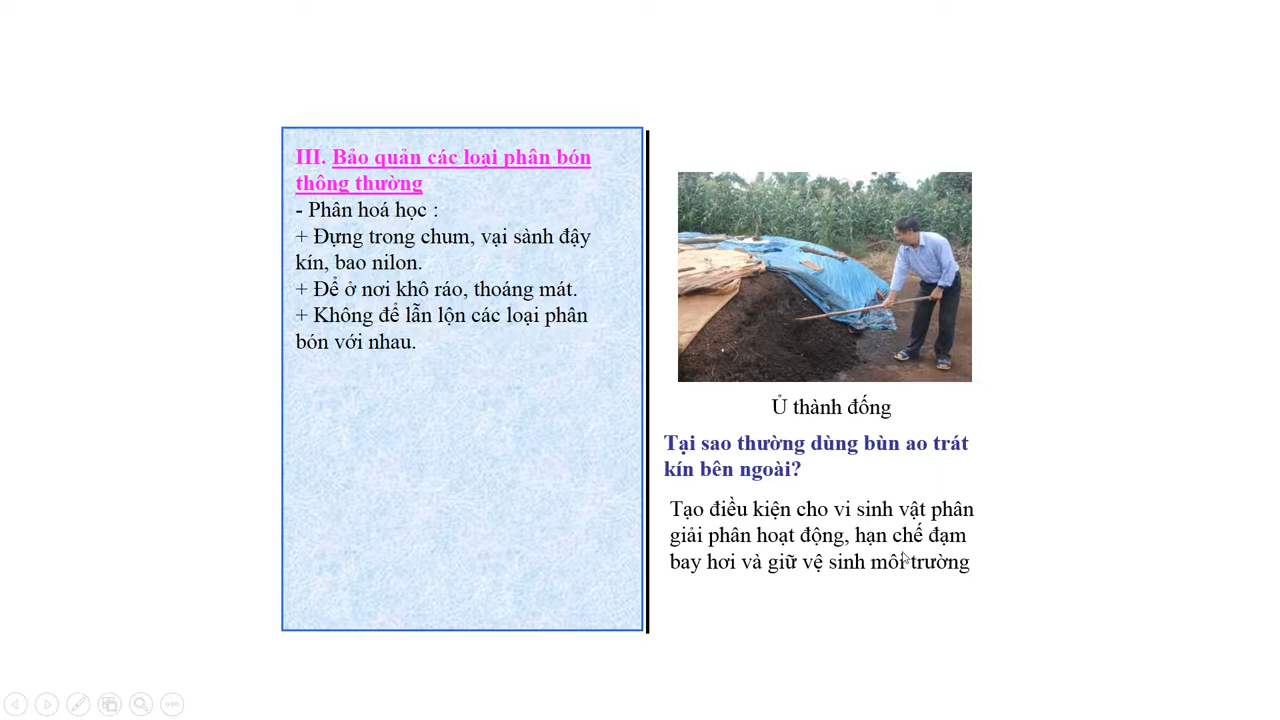 III. Bảo quản các loại phân bón
thông thường
- Phân hoá học :
+ Đựng trong chum, vại sành đậy
kín, bao nilon.
+ Để ở nơi khô ráo, thoáng mát.
+ Không để lẫn lộn các loại phân
bón với nhau.
Ủ thành đống
Tại sao thường dùng bùn ao trát
kín bên ngoài?
Tạo điều kiện cho vi sinh vật phân
giải phân hoạt động, hạn chế đạm
bay hơi và giữ vệ sinh môi trường